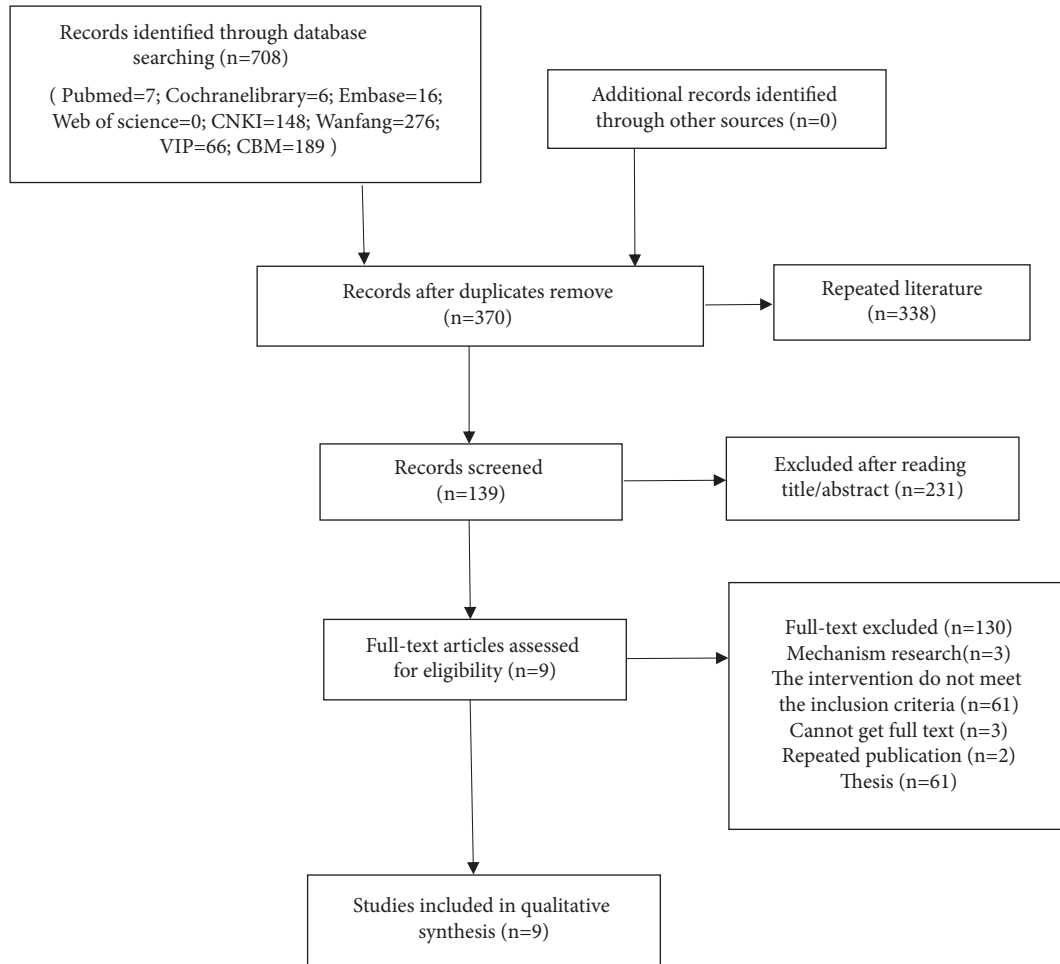 Records identified through database
searching (n=708)
( Pubmed=7; Cochranelibrary=6; Embase=16;
Web of science=0; CNKI=148; Wanfang=276;
VIP=66; CBM=189 )
Additional records identified
through other sources (n=0)
Records after duplicates remove
(n=370)
Repeated literature
(n=338)
Records screened
(n=139)
Excluded after reading
title/abstract (n=231)
Full-text articles assessed
for eligibility (n=9)
Full-text excluded (n=130)
Mechanism research(n=3)
The intervention do not meet
the inclusion criteria (n=61)
Cannot get full text (n=3)
Repeated publication (n=2)
Thesis (n=61)
Studies included in qualitative
synthesis (n=9)